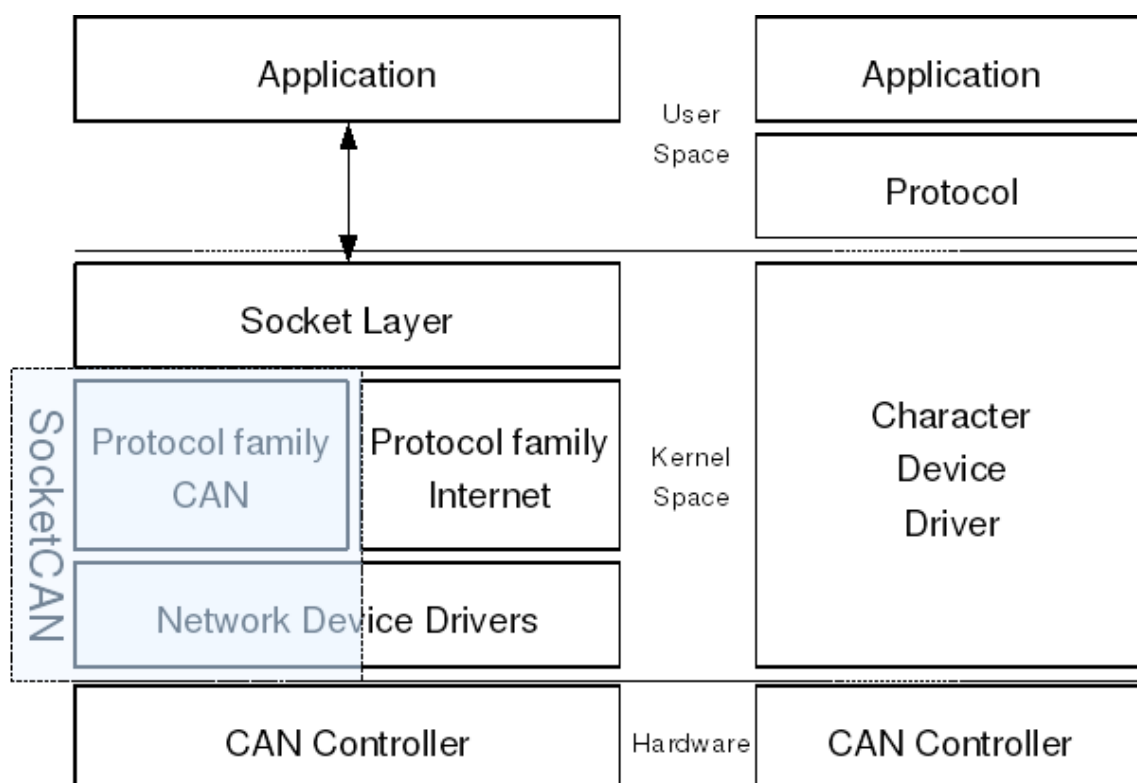 Application
User
Space
Application
Protocol
Socket Layer
SocketCAN
Protocol family
CAN
Protocol family
Internet
Network Device Drivers
Kernel
Space
Character
Device
Driver
CAN Controller
Hardware
CAN Controller